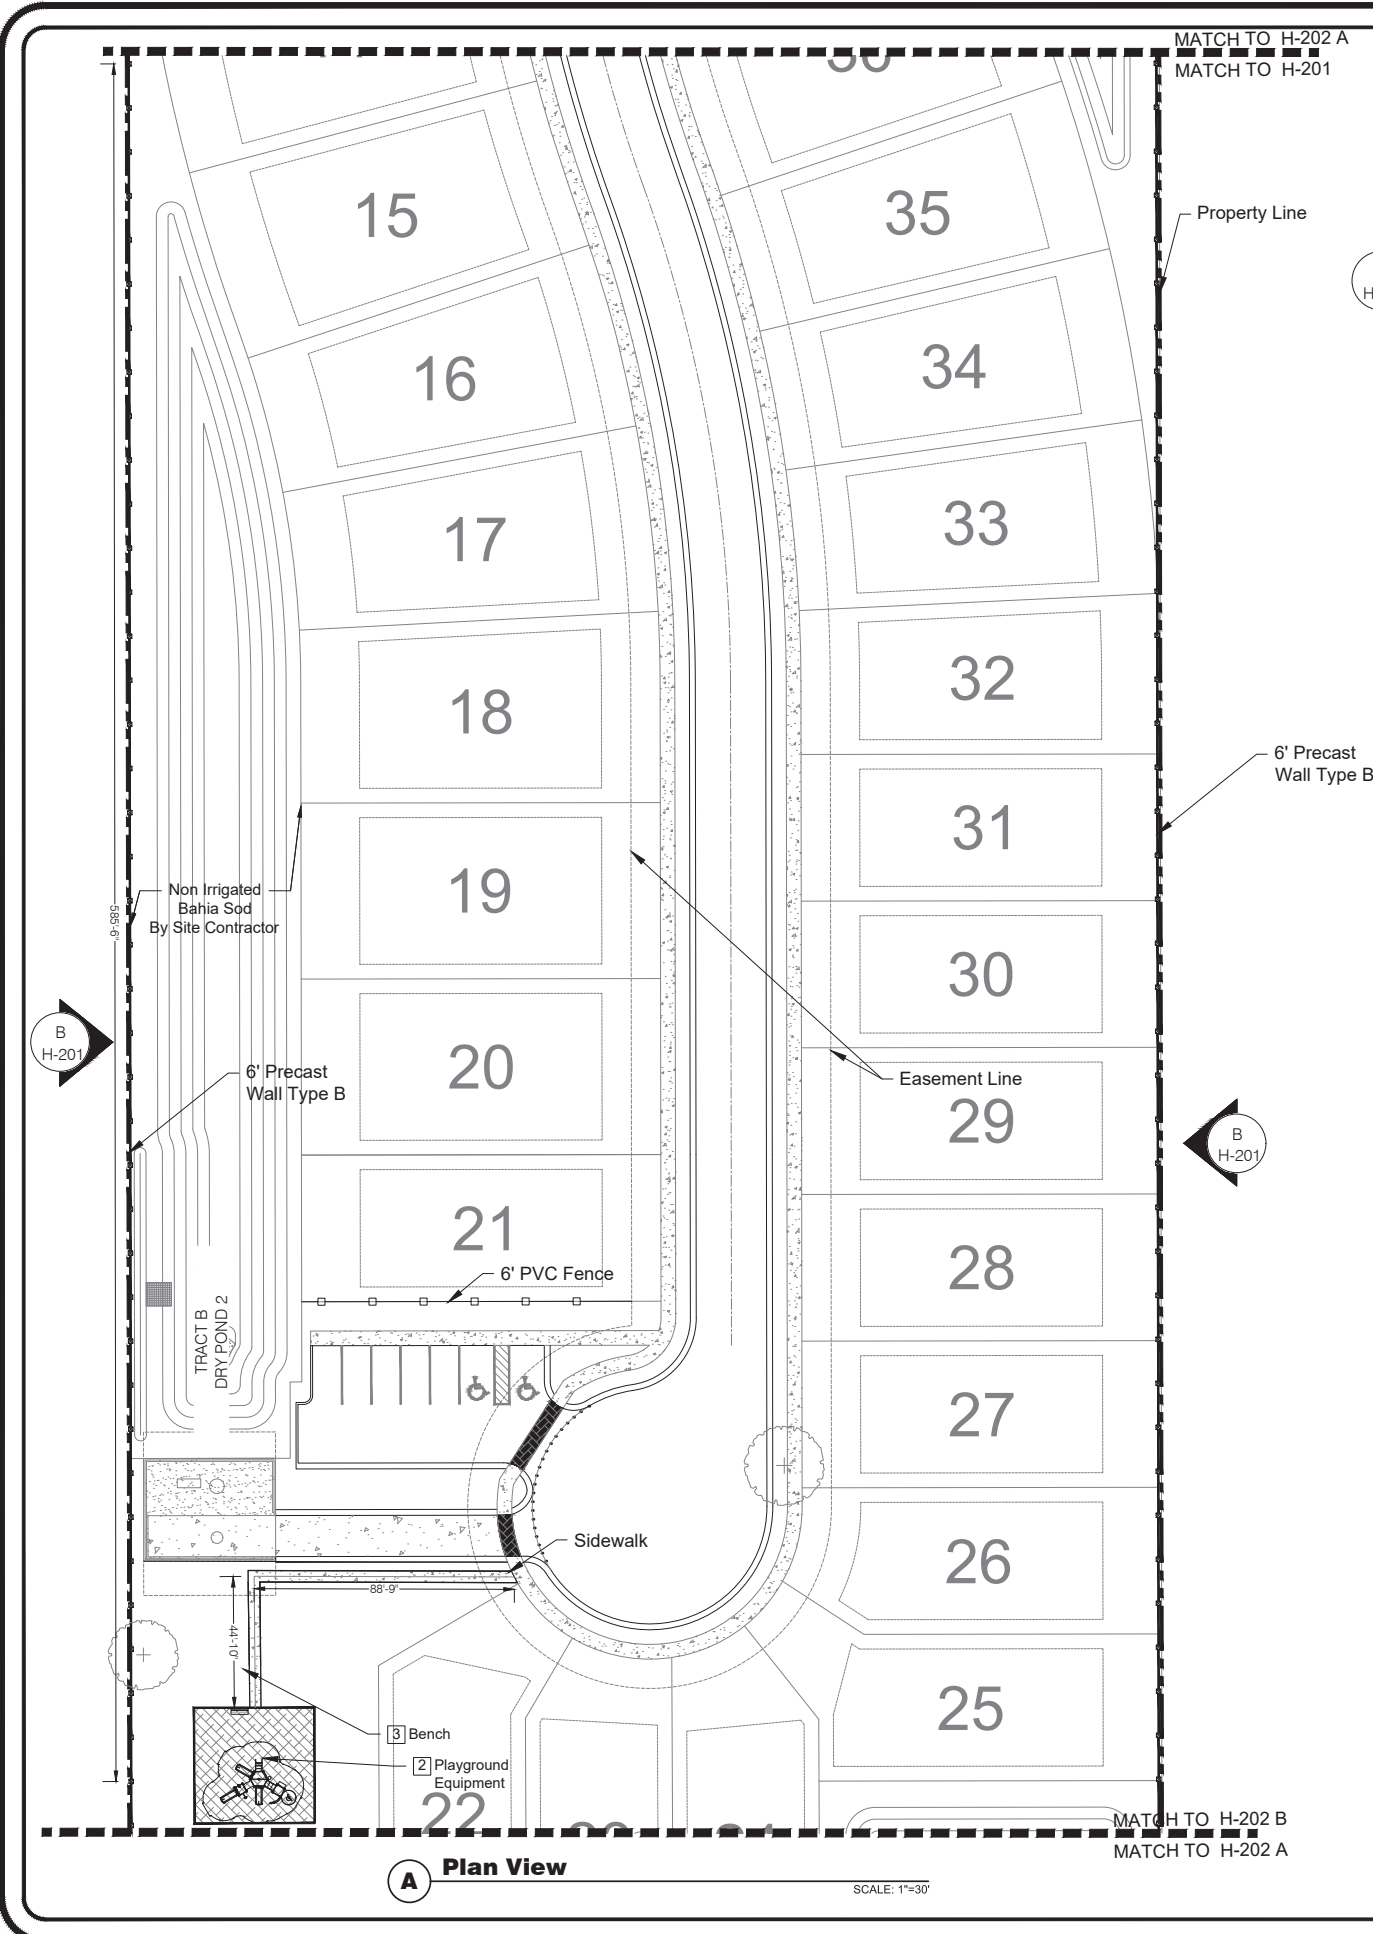 MATCH TO H-202 A
MATCH TO H-201
15
35
Property Line
H
16
34
17
33
18
32
6' Precast
Wall Type B
31
19
Non Irrigated
Bahia Sod
By Site Contractor
585'-6"
30
B
H-201
20
6' Precast
Wall Type B
Easement Line
29
B
H-201
21
28
6' PVC Fence
TRACT B
DRY POND 2
27
Sidewalk
26
88'-9"
44'-10"
25
3 Bench
2 Playground
Equipment
22
MATCH TO H-202 B
MATCH TO H-202 A
A
Plan View
SCALE: 1"=30'